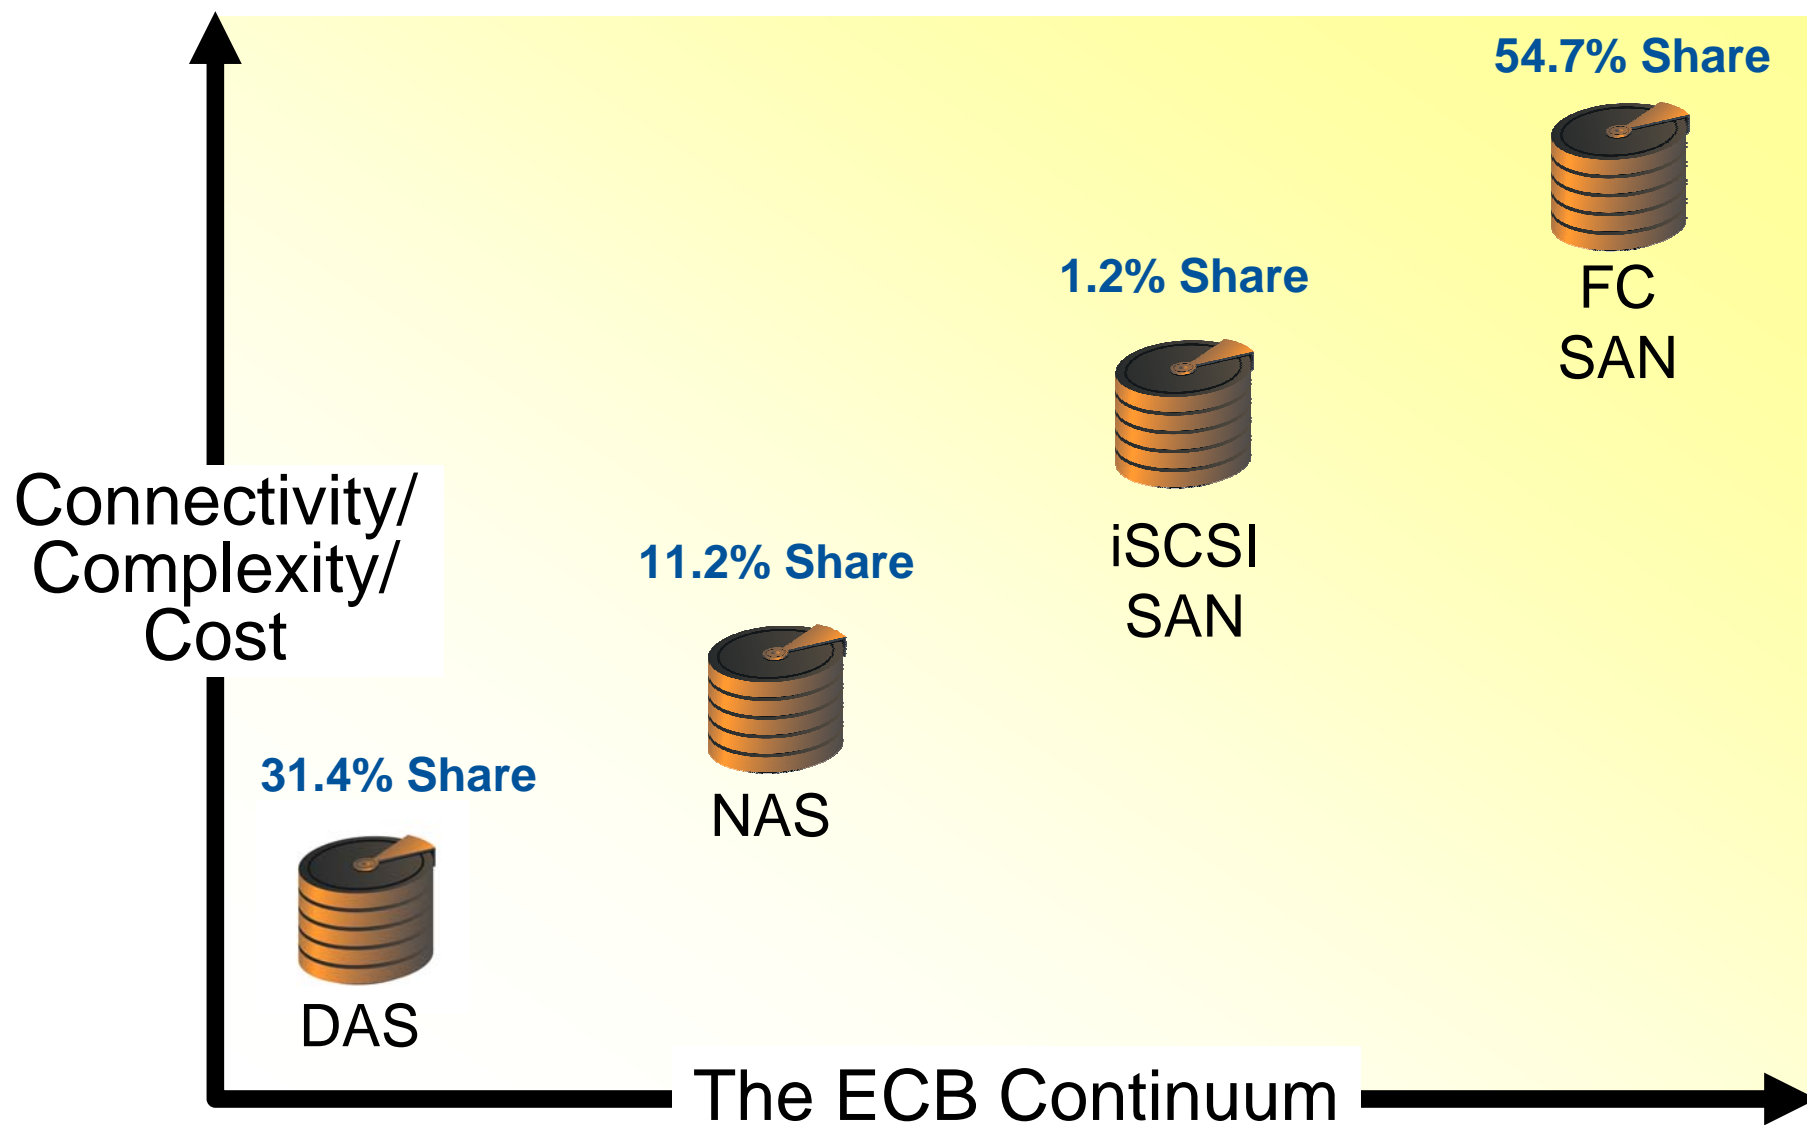 54.7% Share
FC
SAN
1.2% Share
iSCSI
SAN
Connectivity/
Complexity/
Cost
11.2% Share
NAS
31.4% Share
DAS
The ECB Continuum